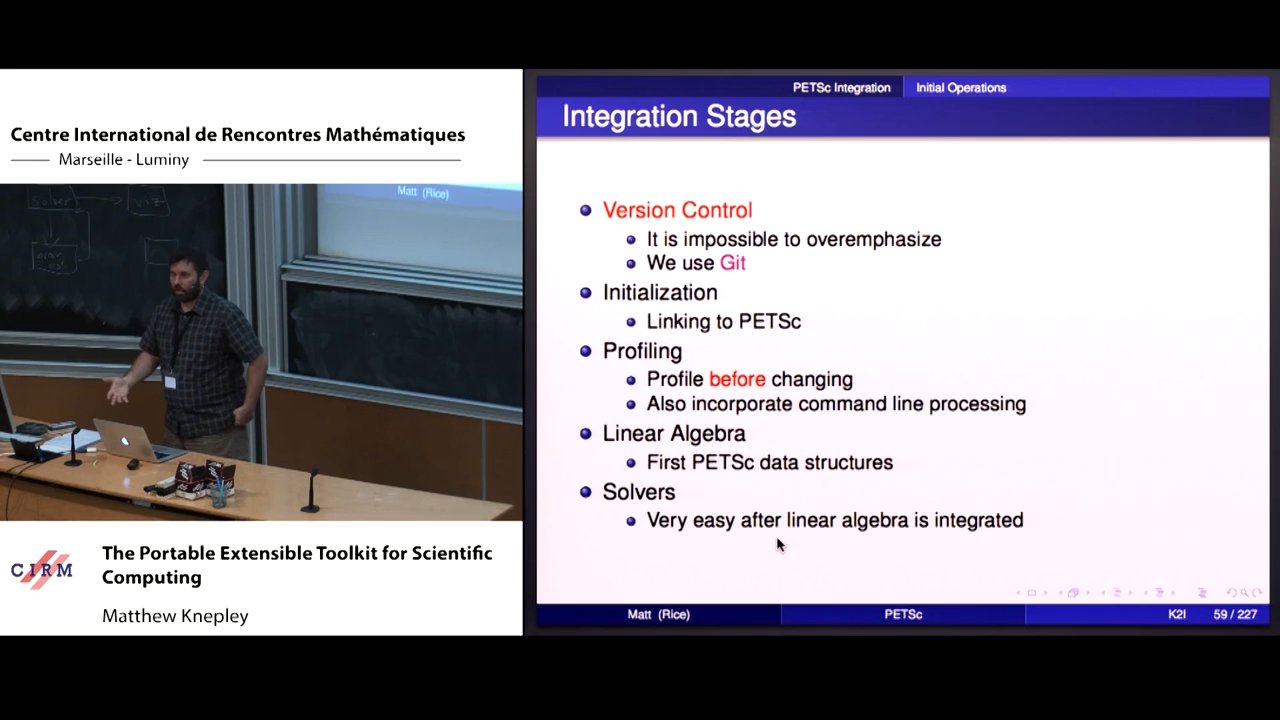 Centre International de Rencontres Mathématiques
Marseille - Luminy
Matt (Rice)
CIRM
The Portable Extensible Toolkit for Scientific
Computing
Matthew Knepley
PETSc Integration Initial Operations
Integration Stages
Version Control
It is impossible to overemphasize
We use Git
Initialization
Linking to PETSc
Profiling
Profile before changing
Also incorporate command line processing
Linear Algebra
First PETSc data structures
Solvers
Very easy after linear algebra is integrated
Matt (Rice) PETSc K2I 59 / 227